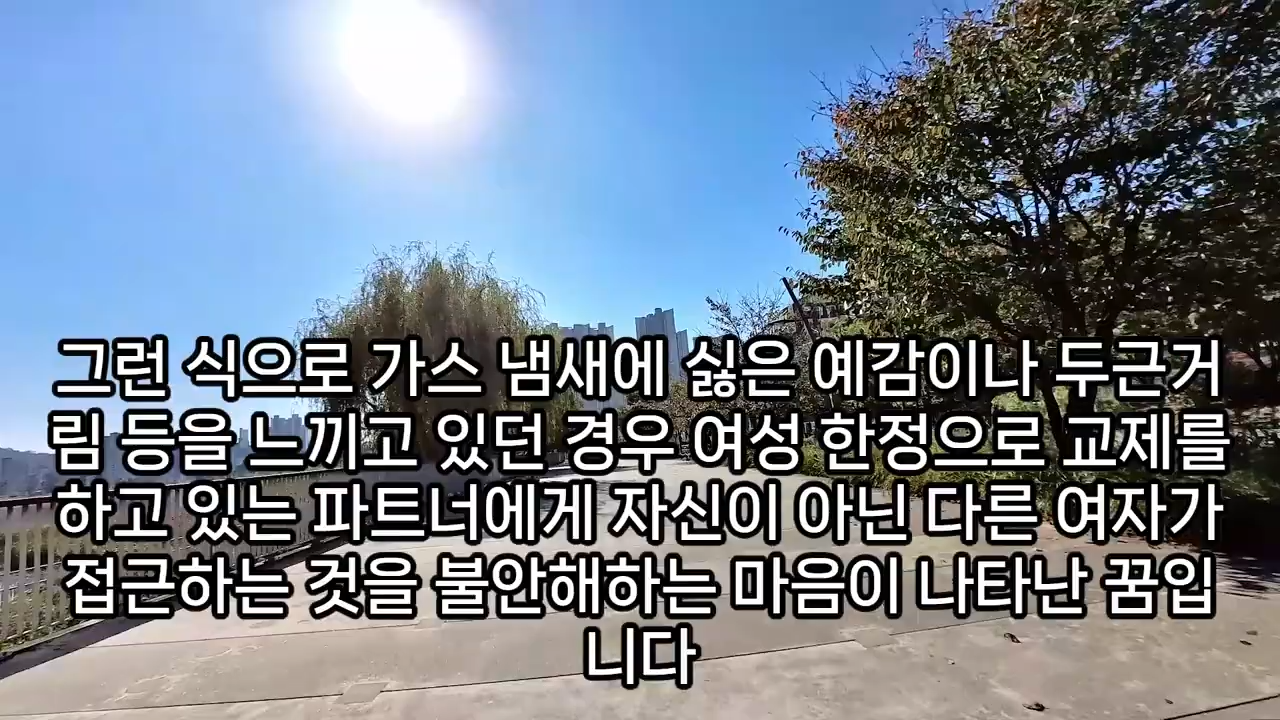 그런 식으로 가스 냄새에 싫은 예감이나 두근거
림 등을 느끼고 있던 경우 여성 한정으로 교제를
하고 있는 파트너에게 자신이 아닌 다른 여자가
접근하는 것을 불안해하는 마음이 나타난 꿈입
니다